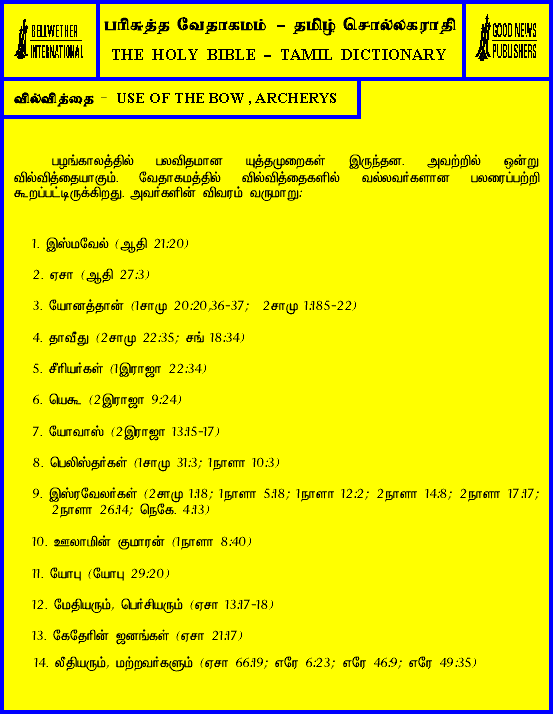 BELLWETHER
INTERNATIONAL
பரிசுத்த வேதாகமம் - தமிழ் சொல்லகராதி
THE HOLY BIBLE - TAMIL DICTIONARY
GOOD NEWS
PUBLISHERS
வில்வித்தை - USE OF THE BOW , ARCHERYS
பழங்காலத்தில் பலவிதமான யுத்தமுறைகள் இருந்தன. அவற்றில் ஒன்று
வில்வித்தையாகும். வேதாகமத்தில் வில்வித்தைகளில் வல்லவர்களான பலரைப்பற்றி
கூறப்பட்டிருக்கிறது. அவர்களின் விவரம் வருமாறு:
1. இஸ்மவேல் (ஆதி 21:20)
2. ஏசா (ஆதி 27:3)
3. யோனத்தான் (1சாமு 20:20,36-37; 2சாமு 1:185-22)
4. தாவீது (2சாமு 22:35; சங் 18:34)
5. சீரியர்கள் (1இராஜா 22:34)
6. யெகூ (2இராஜா 9:24)
7. யோவாஸ் (2இராஜா 13:15-17)
8. பெலிஸ்தர்கள் (1சாமு 31:3; 1நாளா 10:3)
9. இஸ்ரவேலர்கள் (2சாமு 1:18; 1நாளா 5:18; 1நாளா 12:2; 2நாளா 14:8; 2நாளா 17:17;
2நாளா 26:14; நெகே. 4:13)
10. ஊலாமின் குமாரன் (1நாளா 8:40)
11. யோபு (யோபு 29:20)
12. மேதியரும், பெர்சியரும் (ஏசா 13:17-18)
13. கேதேரின் ஜனங்கள் (ஏசா 21:17)
14. லீதியரும், மற்றவர்களும் (ஏசா 66:19; எரே 6:23; எரே 46:9; எரே 49:35)